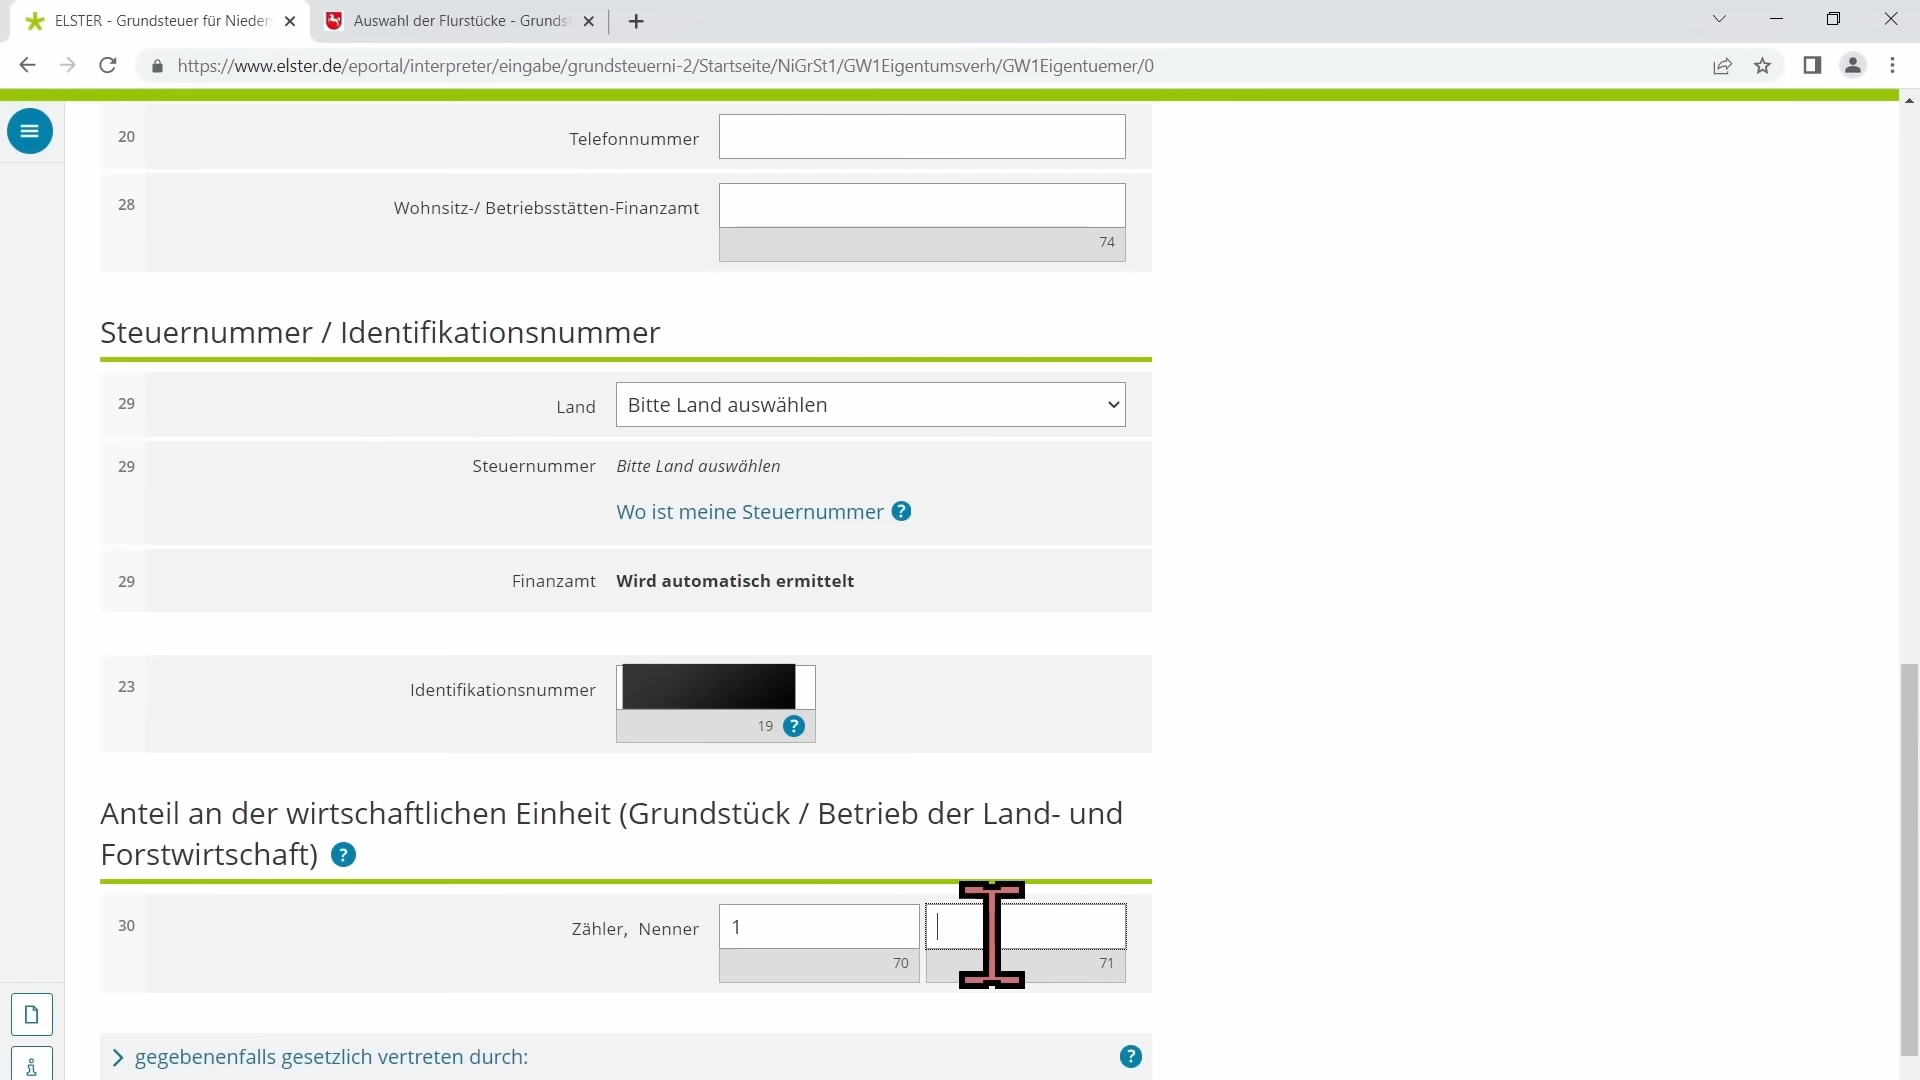 ELSTER - Grundsteuer für Nieder
Auswahl der Flurstücke - Grundst
https://www.elster.de/eportal/interpreter/eingabe/grundsteuerni-2/Startseite/NiGrSt1/GW1Eigentumsverh/GW1Eigentuemer/0
20 Telefonnummer
28 Wohnsitz-/ Betriebsstätten-Finanzamt
74
Steuernummer / Identifikationsnummer
29 Land Bitte Land auswählen
29 Steuernummer Bitte Land auswählen
Wo ist meine Steuernummer ?
29 Finanzamt Wird automatisch ermittelt
23 Identifikationsnummer
19 ?
Anteil an der wirtschaftlichen Einheit (Grundstück / Betrieb der Land- und
Forstwirtschaft) ?
30 Zähler, Nenner 1
70 71
gegebenenfalls gesetzlich vertreten durch: ?